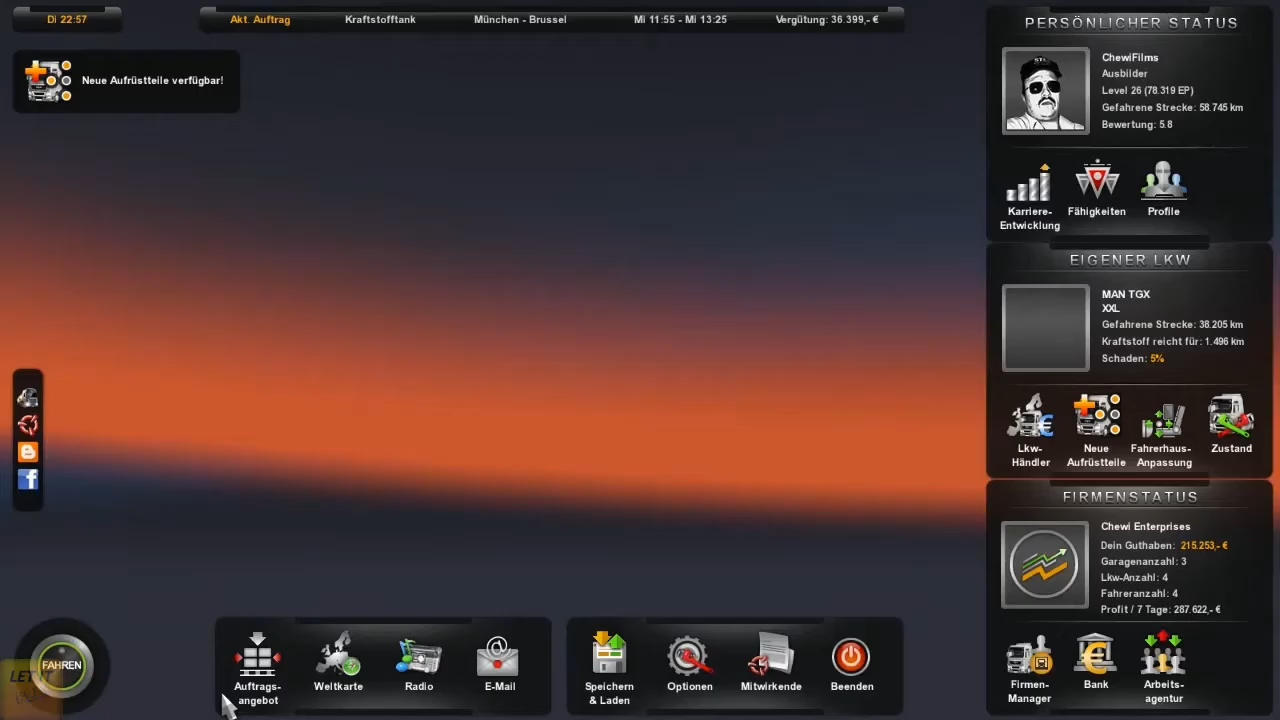 Di 22:57
Akt. Auftrag Kraftstofftank München - Brussel Mi 11:55 - Mi 13:25 Vergütung: 36.399,- €
Neue Aufrüstteile verfügbar!
PERSÖNLICHER STATUS
ChewiFilms
Ausbilder
Level 26 (78.319 EP)
Gefahrene Strecke: 58.745 km
Bewertung: 5.8
Karriere-
Entwicklung
Fähigkeiten
Profile
EIGENER LKW
MAN TGX
XXL
Gefahrene Strecke: 38.205 km
Kraftstoff reicht für: 1.496 km
Schaden: 5%
Lkw-
Händler
Neue
Aufrüstteile
Fahrerhaus-
Anpassung
Zustand
FIRMENSTATUS
Chewi Enterprises
Dein Guthaben: 215.253,- €
Garagenanzahl: 3
Lkw-Anzahl: 4
Fahreranzahl: 4
Profit / 7 Tage: 287.622,- €
Firmen-
Manager
Bank
Arbeits-
agentur
FAHREN
Auftrags-
angebot
Weltkarte
Radio
E-Mail
Speichern
& Laden
Optionen
Mitwirkende
Beenden